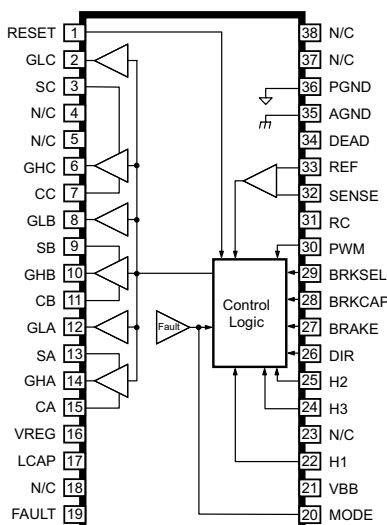 RESET 1
GLC 2
SC 3
N/C 4
N/C 5
GHC 6
CC 7
GLB 8
SB 9
GHB 10
CB 11
GLA 12
SA 13
GHA 14
CA 15
VREG 16
LCAP 17
N/C 18
FAULT 19
Fault
Control
Logic
38 N/C
37 N/C
36 PGND
35 AGND
34 DEAD
33 REF
32 SENSE
31 RC
30 PWM
29 BRKSEL
28 BRKCAP
27 BRAKE
26 DIR
25 H2
24 H3
23 N/C
22 H1
21 VBB
20 MODE